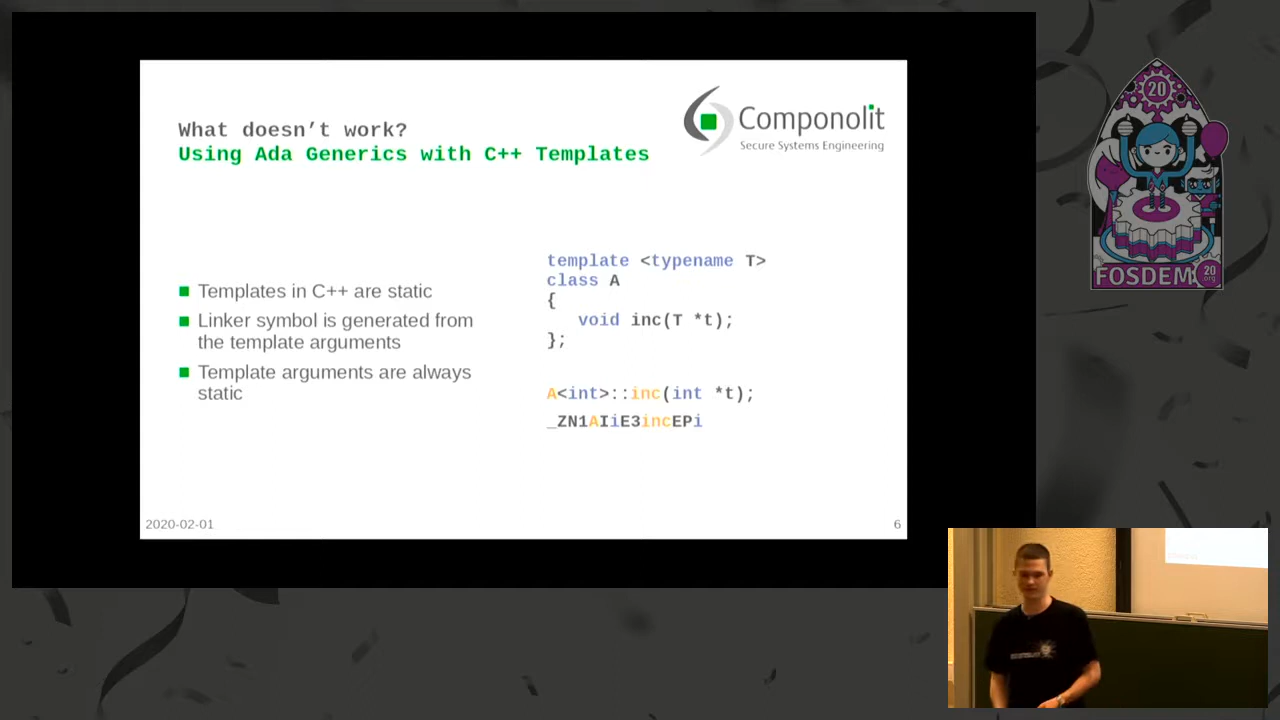 What doesn't work?
Using Ada Generics with C++ Templates
Componolit
Secure Systems Engineering
Templates in C++ are static
Linker symbol is generated from
the template arguments
Template arguments are always
static
template <typename T>
class A
{
void inc(T *t);
};
A<int>::inc(int *t);
_ZN1AIiE3incEPi
2020-02-01
6
20
FOSDEM
20
.org